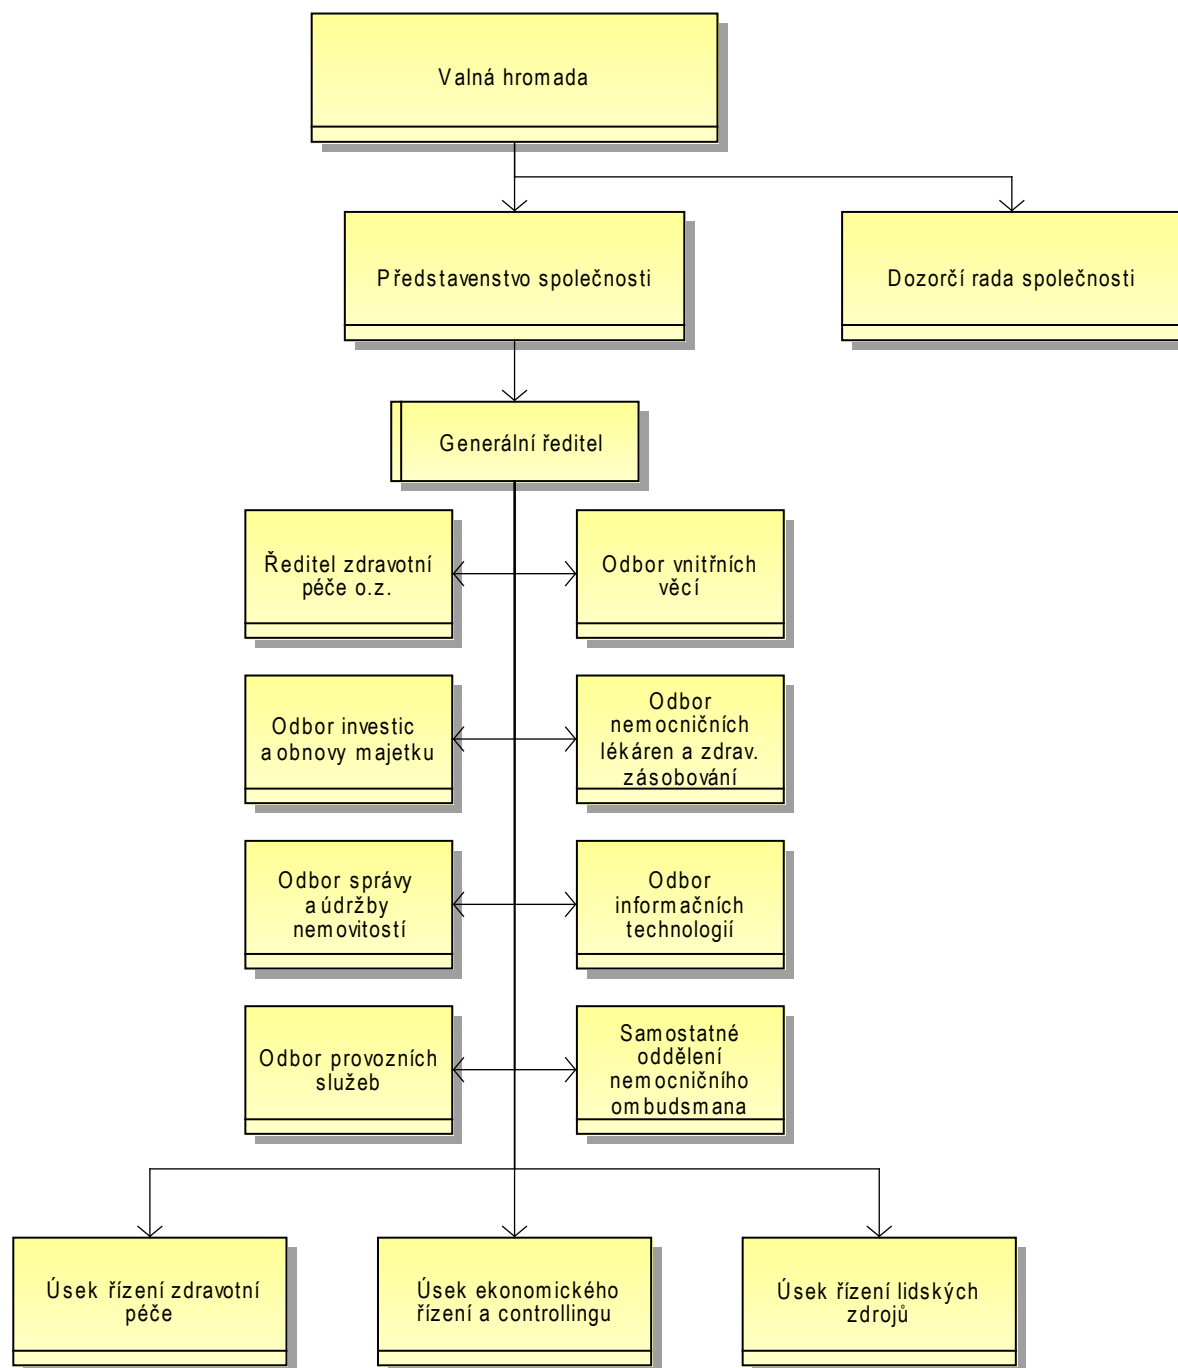 Valná hromada
Představenstvo společnosti
Dozorčí rada společnosti
Generální ředitel
Ředitel zdravotní
péče o.z.
Odbor vnitřních
věcí
Odbor investic
a obnovy majetku
Odbor
nemocničních
lékáren a zdrav.
zásobování
Odbor správy
a údržby
nemovitostí
Odbor
informačních
technologií
Odbor provozních
služeb
Samostatné
oddělení
nemocničního
ombudsmana
Úsek řízení zdravotní
péče
Úsek ekonomického
řízení a controllingu
Úsek řízení lidských
zdrojů